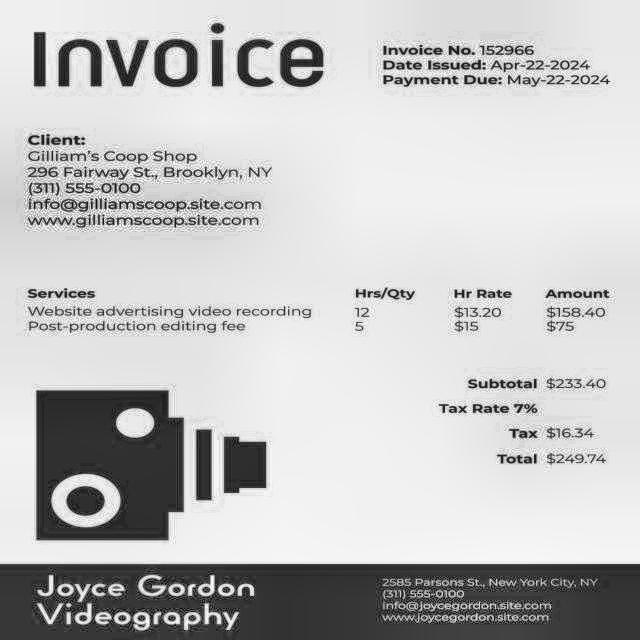 Invoice
Invoice No. 152966
Date Issued: Apr-22-2024
Payment Due: May-22-2024
Client:
Gilliam's Coop Shop
296 Fairway St., Brooklyn, NY
(311) 555-0100
info@gilliamscoop.site.com
www.gilliamscoop.site.com
Services Hrs/Qty Hr Rate Amount
Website advertising video recording 12 $13.20 $158.40
Post-production editing fee 5 $15 $75
Subtotal $233.40
Tax Rate 7%
Tax $16.34
Total $249.74
Joyce Gordon
Videography
2585 Parsons St., New York City, NY
(311) 555-0100
info@joycegordon.site.com
www.joycegordon.site.com